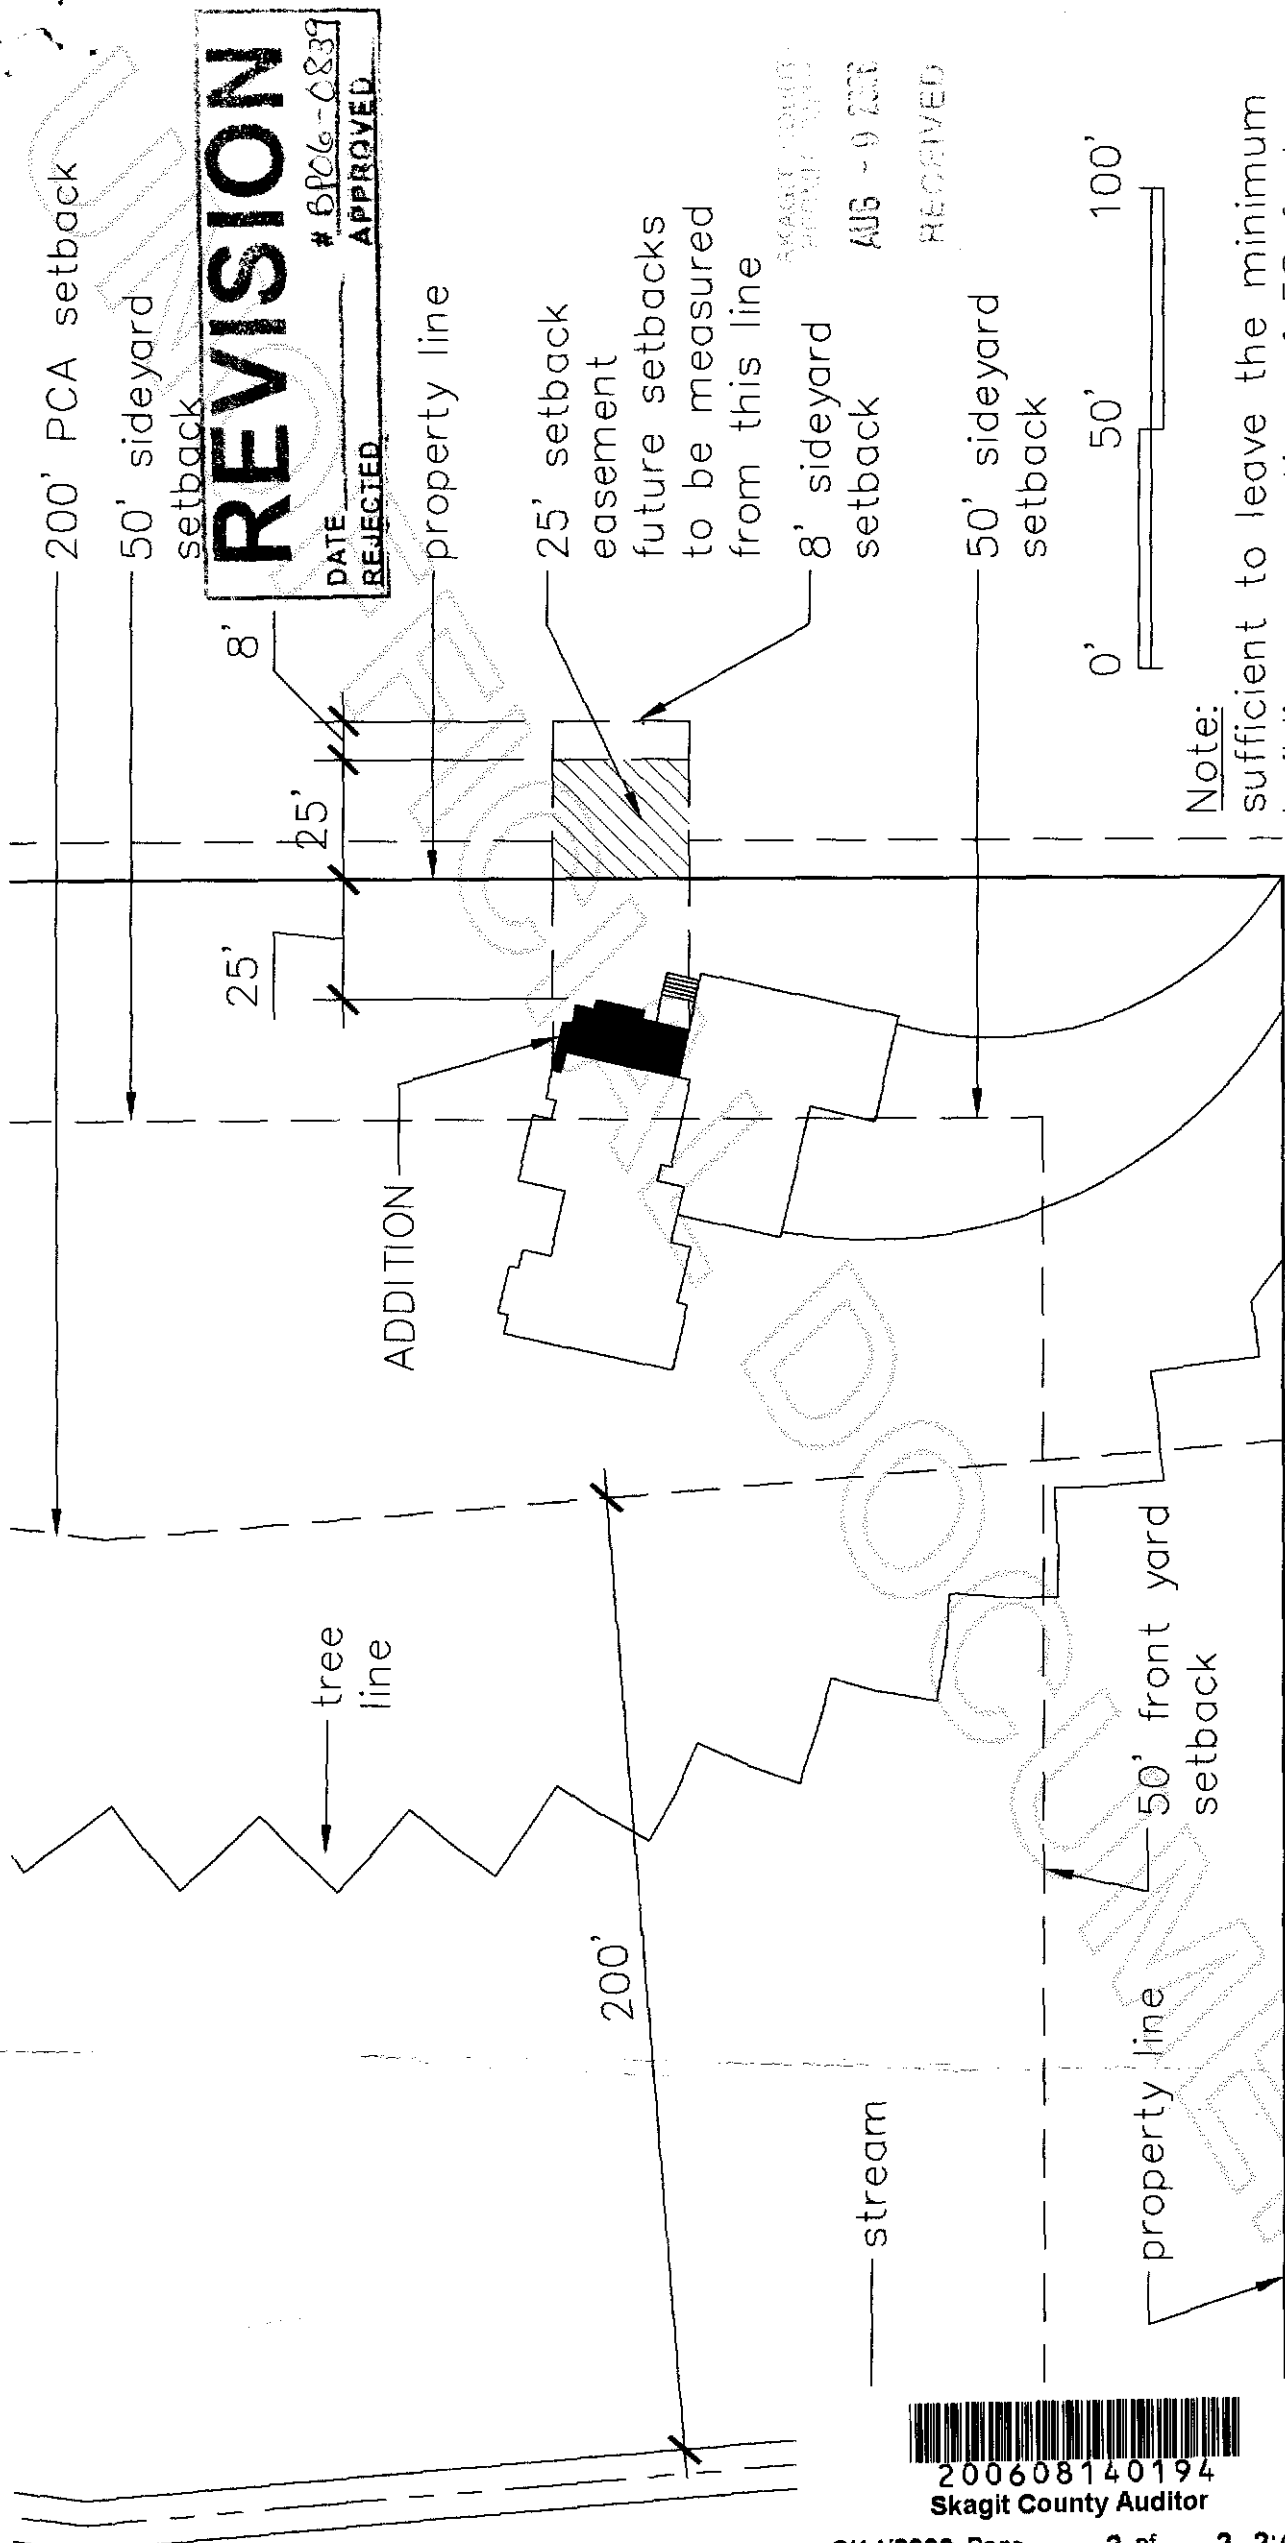 200' PCA setback
50' sideyard
setback
REVISION
# BP06-0839
DATE
REJECTED
APPROVED
8'
25'
25'
property line
25' setback
easement
future setbacks
to be measured
from this line
8' sideyard
setback
50' sideyard
setback
AUG - 9
RECEIVED
0'
50'
100'
Note:
sufficient to leave the minimum
ADDITION
tree
line
200'
stream
50' front yard
setback
property line
UNOFFICIAL DOCUMENT
200608140194
Skagit County Auditor